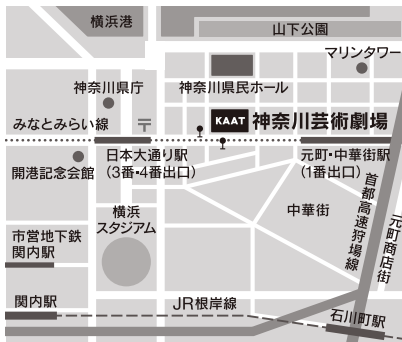 横浜港
山下公園
マリンタワー
神奈川県庁
神奈川県民ホール
みなとみらい線
〒
KAAT
神奈川芸術劇場
日本大通り駅
(3番・4番出口)
元町・中華街駅
(1番出口)
開港記念会館
横浜
スタジアム
中華街
首都高速狩場線
元町商店街
市営地下鉄
関内駅
関内駅
JR根岸線
石川町駅